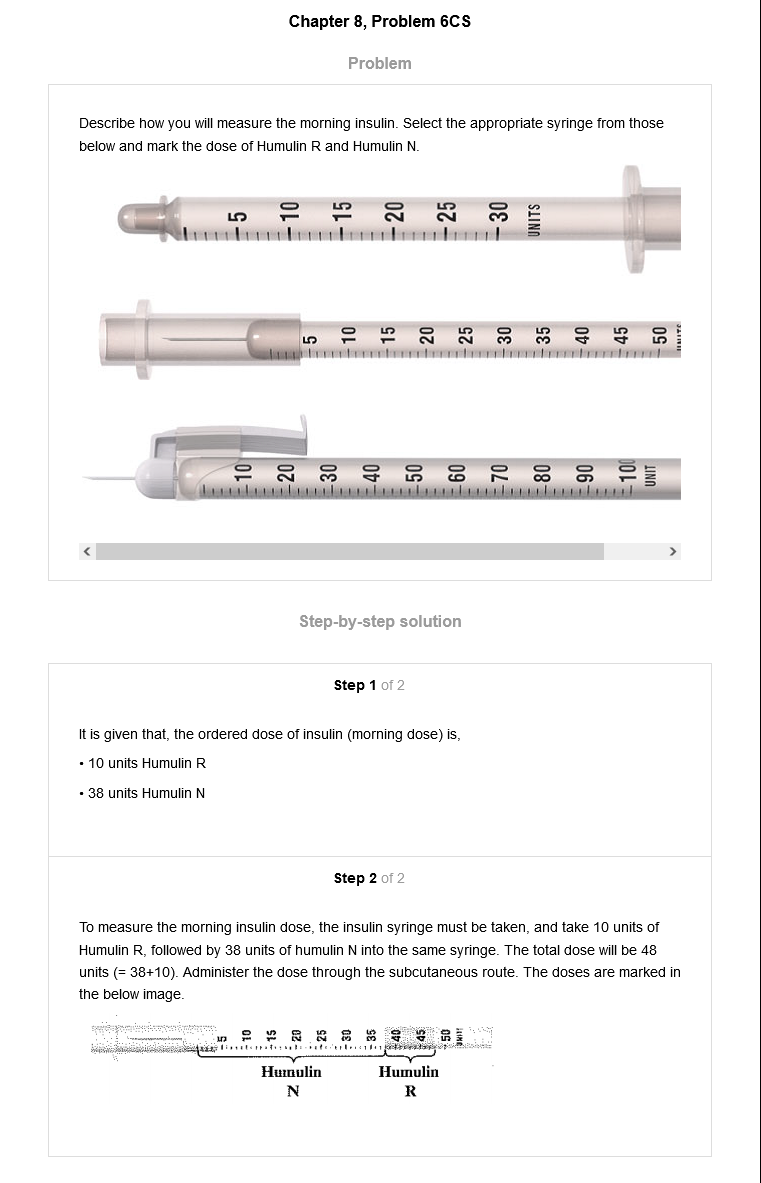 Chapter 8, Problem 6CS
Problem
Describe how you will measure the morning insulin. Select the appropriate syringe from those
below and mark the dose of Humulin R and Humulin N.
5 10 15 20 25 30 UNITS
5 10 15 20 25 30 35 40 45 50 UNITS
10 20 30 40 50 60 70 80 90 100 UNIT
Step-by-step solution
Step 1 of 2
It is given that, the ordered dose of insulin (morning dose) is,
• 10 units Humulin R
• 38 units Humulin N
Step 2 of 2
To measure the morning insulin dose, the insulin syringe must be taken, and take 10 units of
Humulin R, followed by 38 units of humulin N into the same syringe. The total dose will be 48
units (= 38+10). Administer the dose through the subcutaneous route. The doses are marked in
the below image.
5 10 15 20 25 30 35 40 45 50
Humulin Humulin
N R